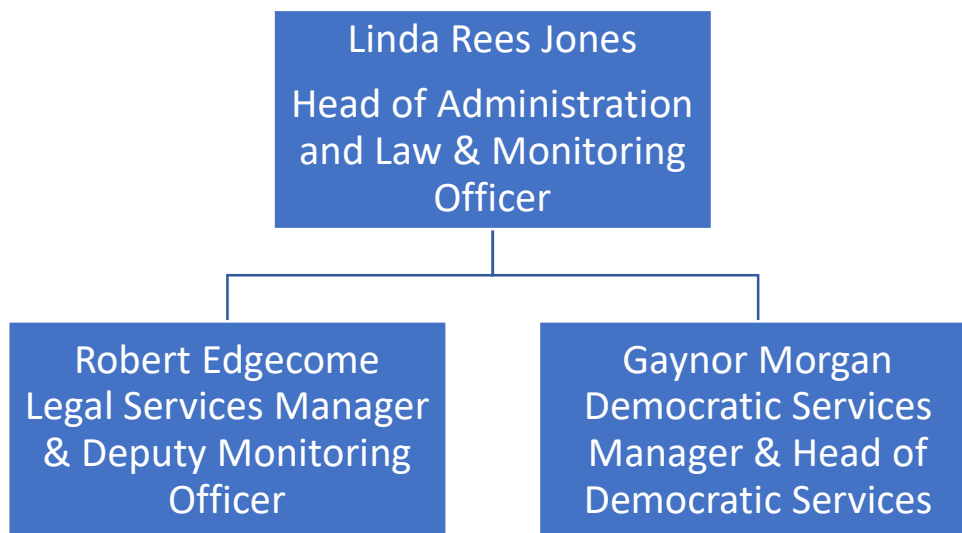 Linda Rees Jones
Head of Administration
and Law & Monitoring
Officer
Robert Edgecome
Legal Services Manager
& Deputy Monitoring
Officer
Gaynor Morgan
Democratic Services
Manager & Head of
Democratic Services